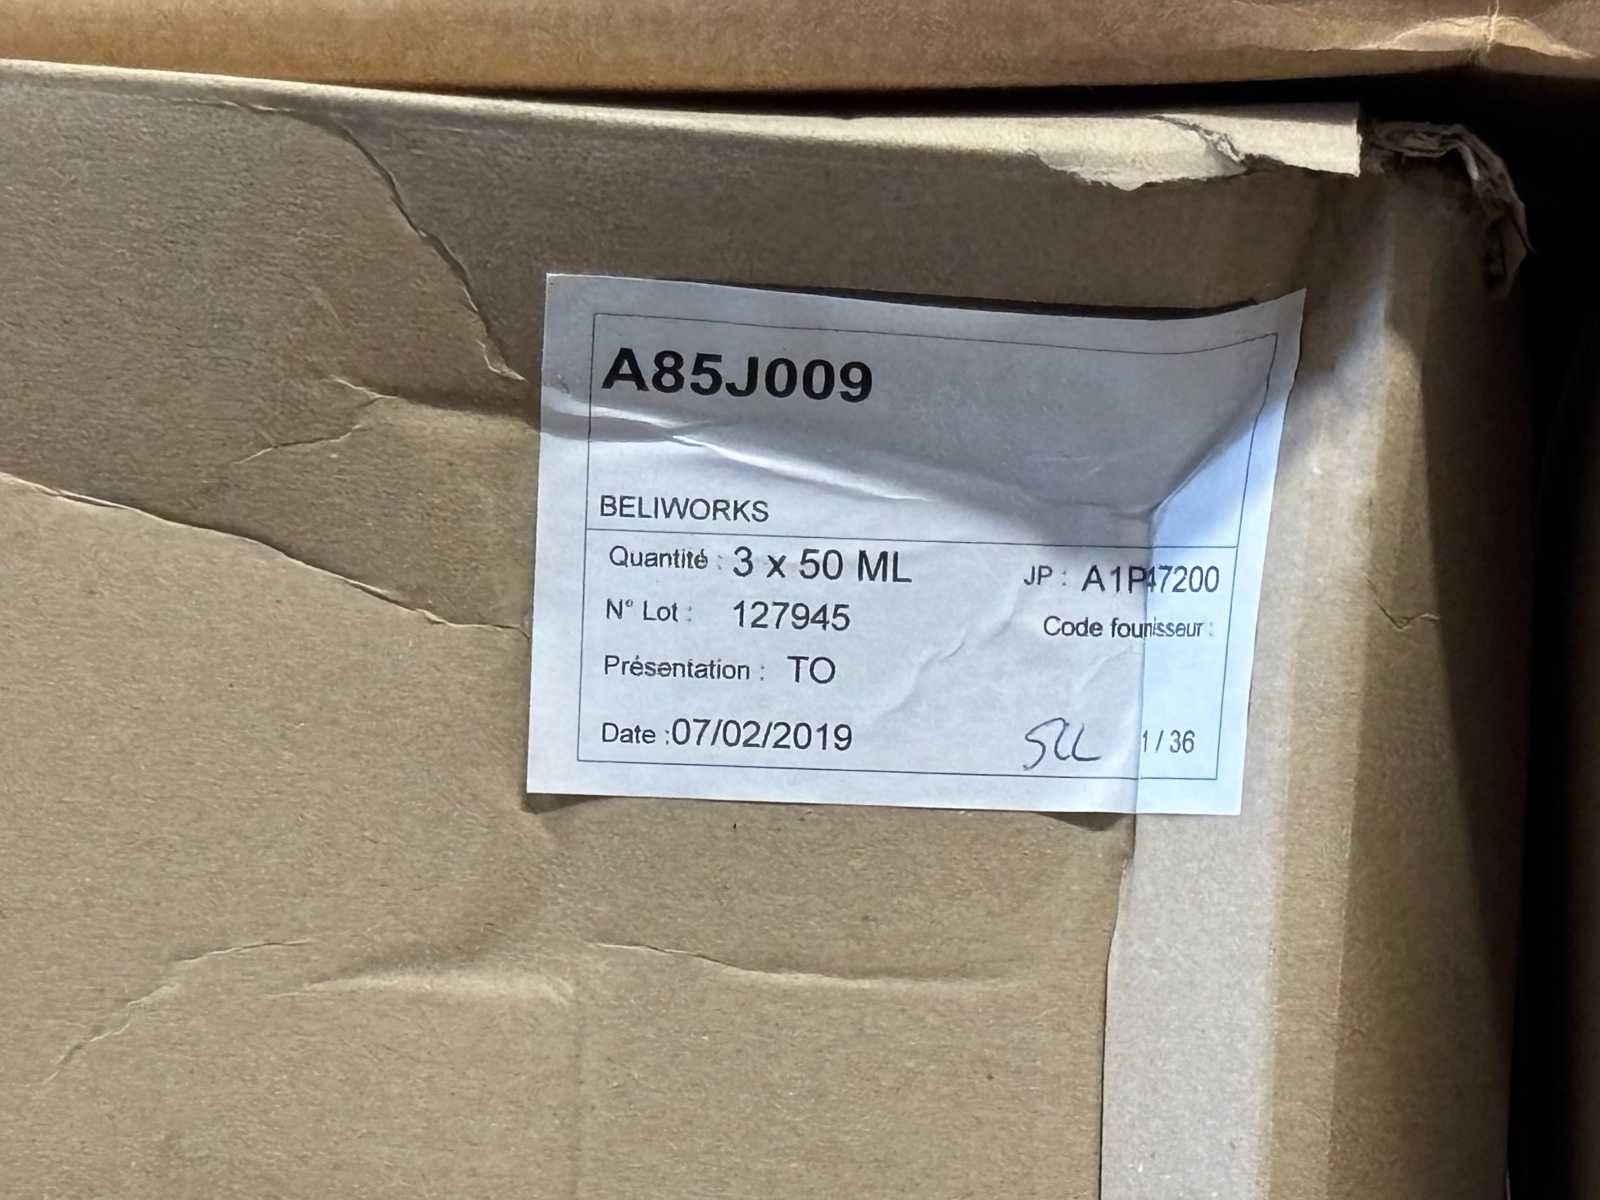 A85J009
BELIWORKS
Quantité : 3 x 50 ML
JP : A1P47200
N° Lot : 127945
Code fournisseur :
Présentation : TO
Date :07/02/2019
1 / 36